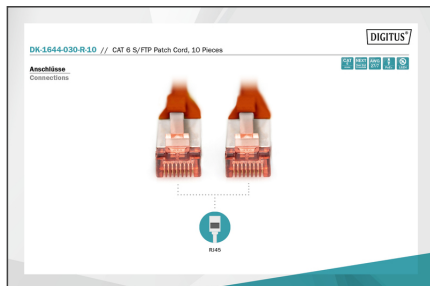 DIGITUS®
DK-1644-030-R-10 // CAT 6 S/FTP Patch Cord, 10 Pieces
Anschlüsse
Connections
RJ45